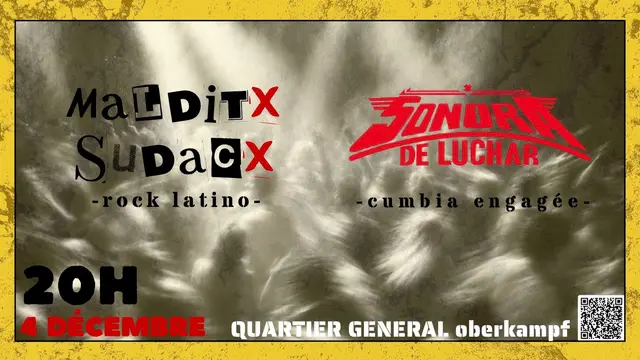 MALDITX
SUDACX
-rock latino-
SONORA
DE LUCHAR
-cumbia engagée-
20H
4 DÉCEMBRE
QUARTIER GENERAL oberkampf